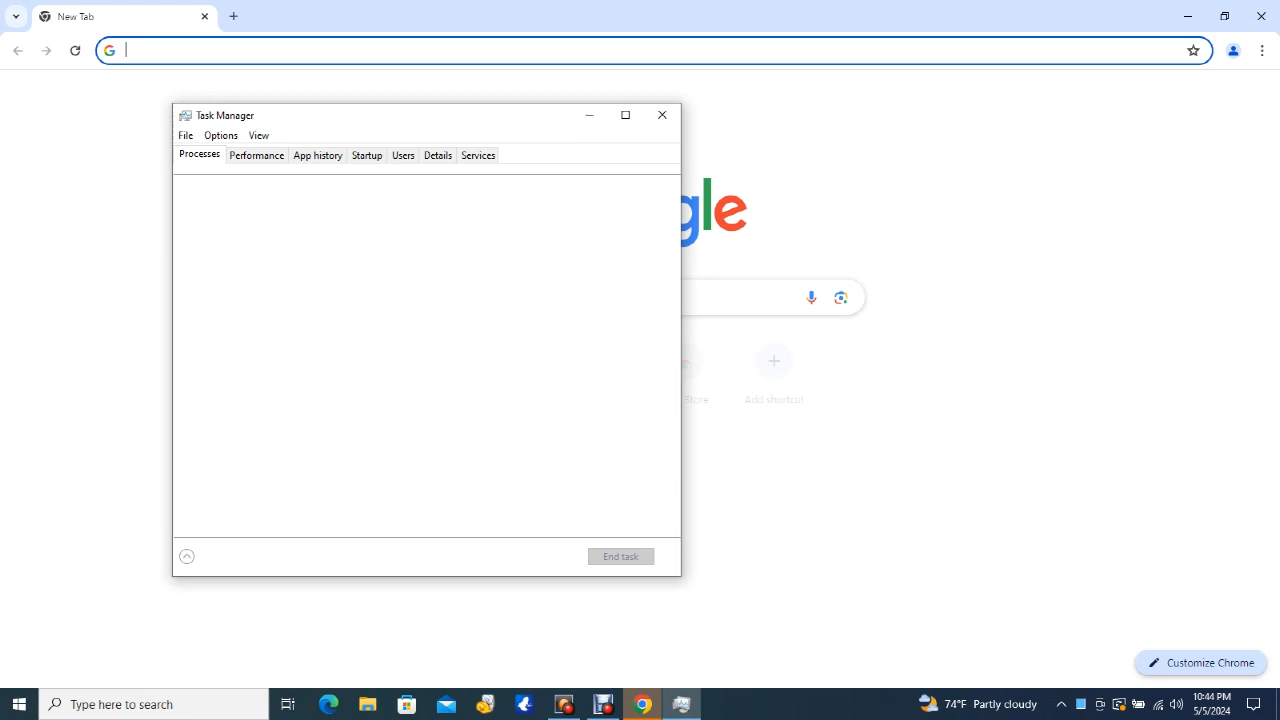 New Tab
Task Manager
File Options View
Processes Performance App history Startup Users Details Services
gle
Store
Add shortcut
End task
Customize Chrome
Type here to search
74°F Partly cloudy
10:44 PM
5/5/2024